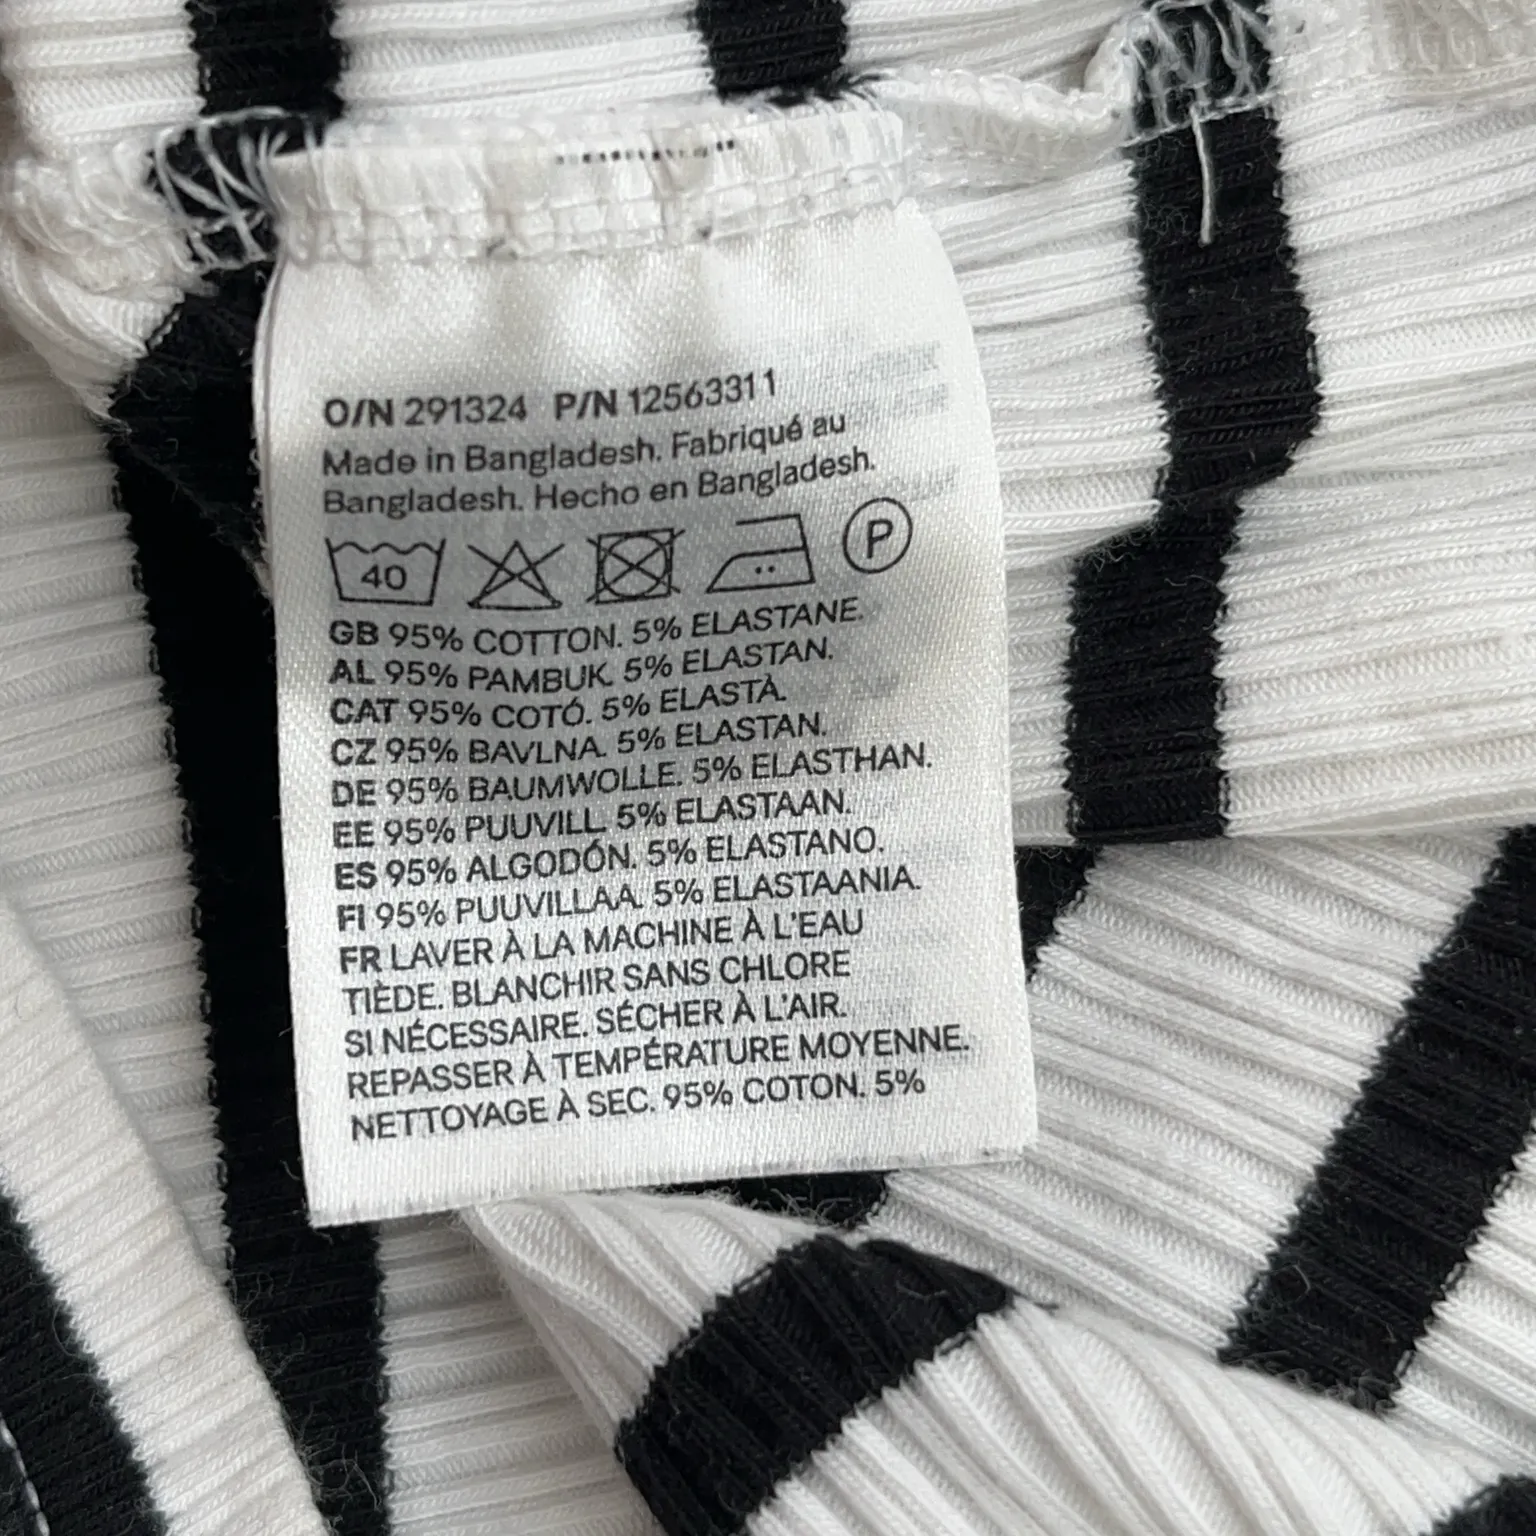 O/N 291324 P/N 12563311
Made in Bangladesh. Fabriqué au
Bangladesh. Hecho en Bangladesh.
40 P
GB 95% COTTON. 5% ELASTANE.
AL 95% PAMBUK. 5% ELASTAN.
CAT 95% COTÓ. 5% ELASTÀ.
CZ 95% BAVLNA. 5% ELASTAN.
DE 95% BAUMWOLLE. 5% ELASTHAN.
EE 95% PUUVILL. 5% ELASTAAN.
ES 95% ALGODÓN. 5% ELASTANO.
FI 95% PUUVILLAA. 5% ELASTAANIA.
FR LAVER À LA MACHINE À L'EAU
TIÈDE. BLANCHIR SANS CHLORE
SI NÉCESSAIRE. SÉCHER À L'AIR.
REPASSER À TEMPÉRATURE MOYENNE.
NETTOYAGE À SEC. 95% COTON. 5%